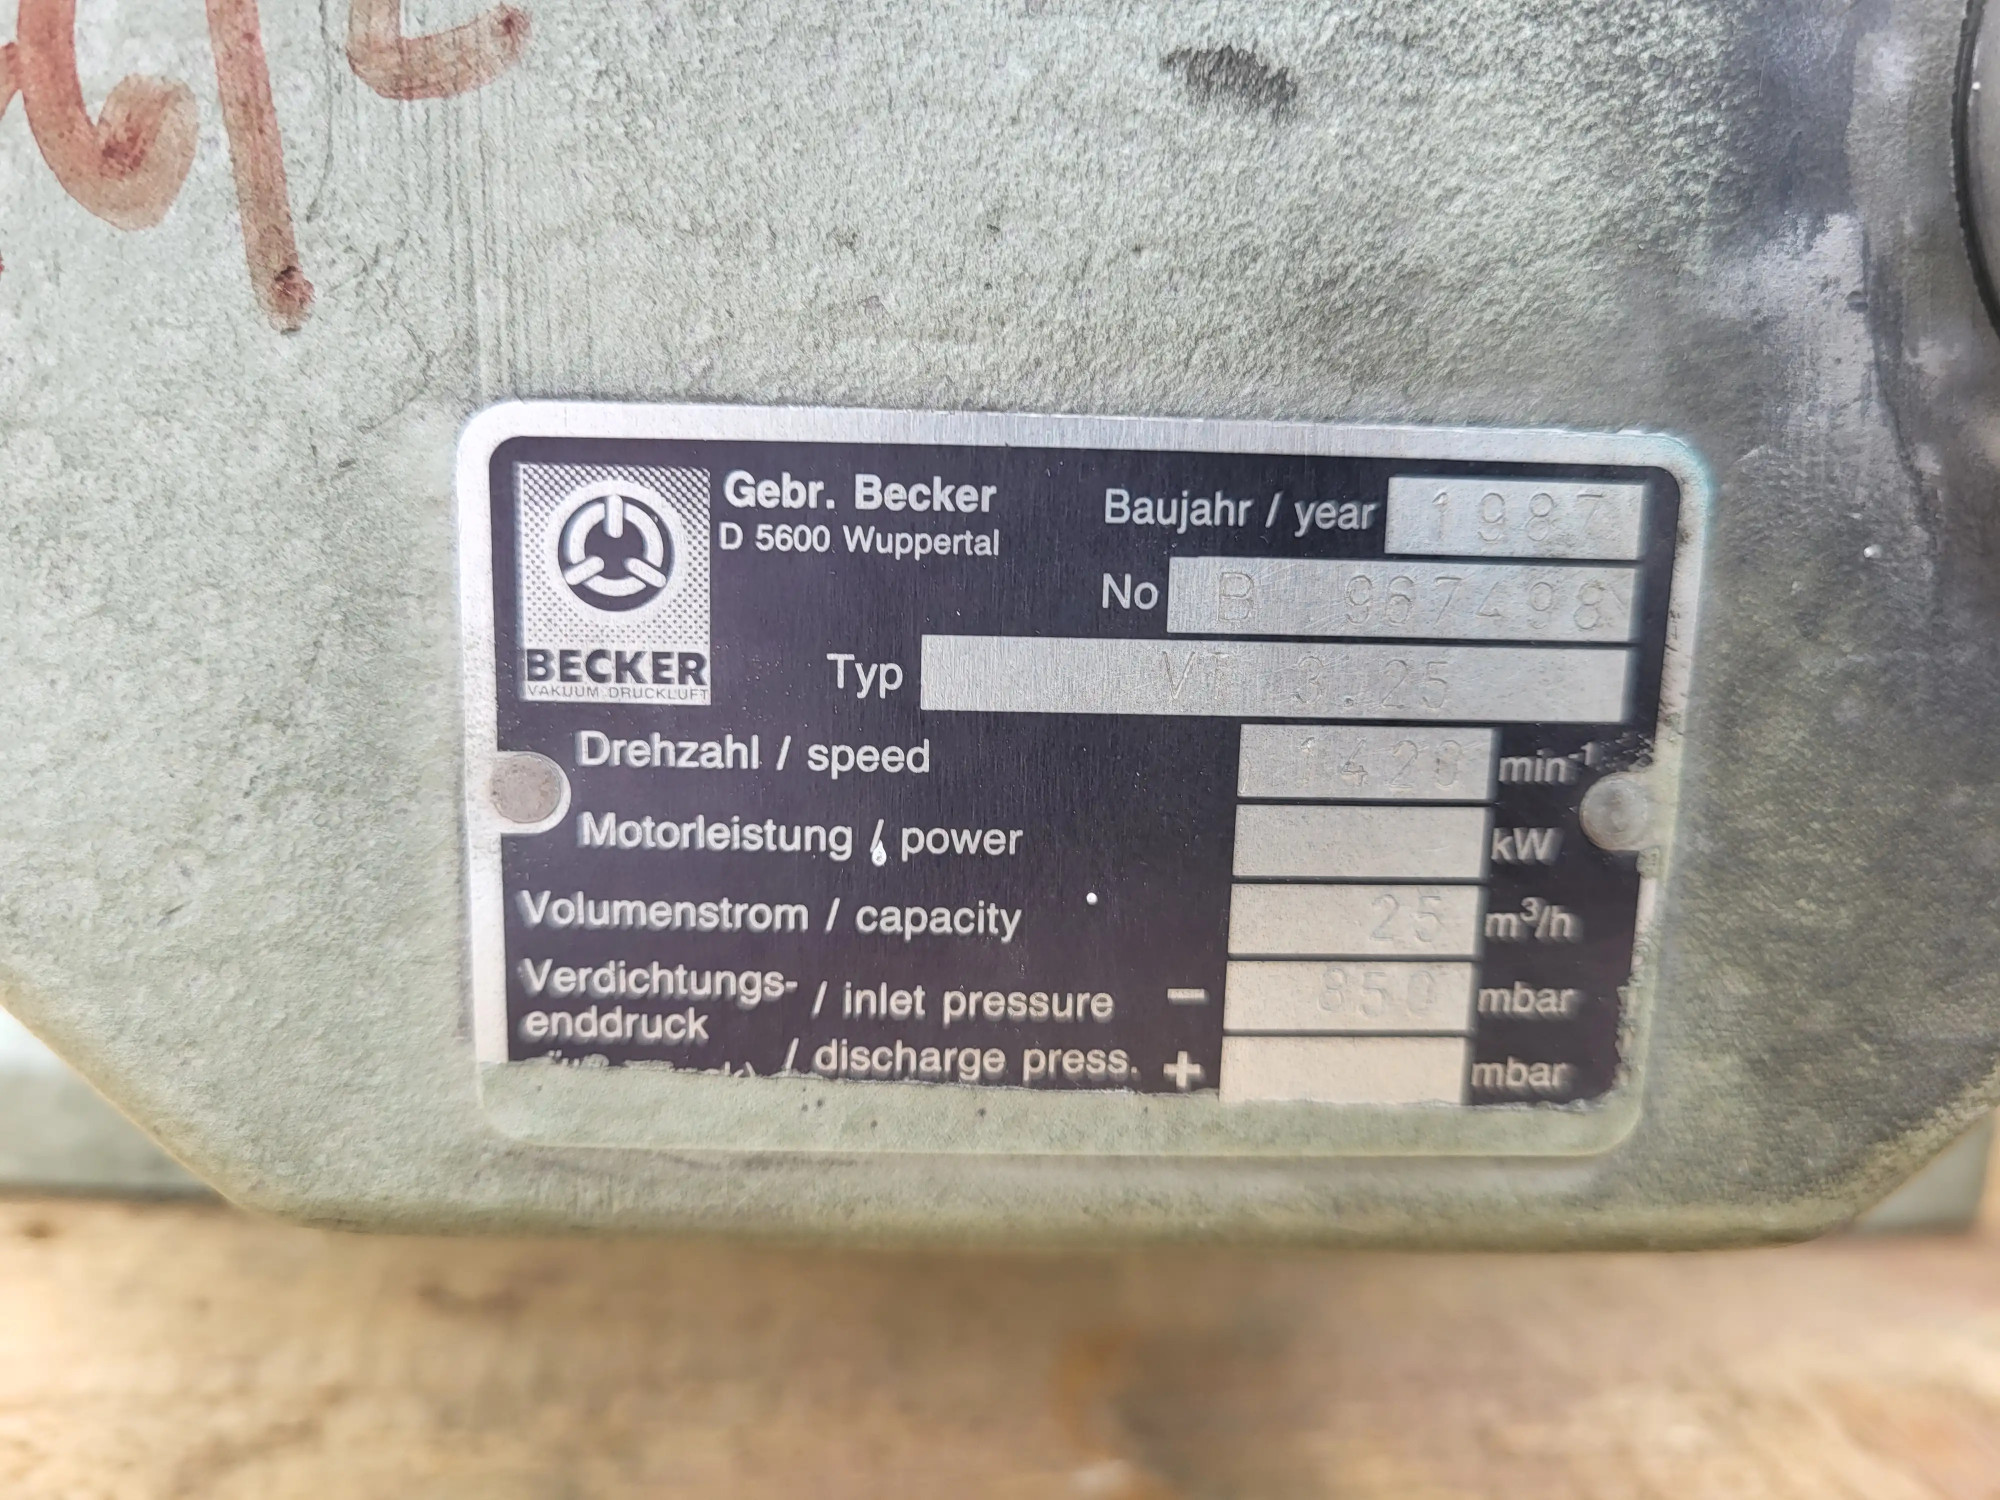 BECKER
VAKUUM DRUCKLUFT
Gebr. Becker
D 5600 Wuppertal
Baujahr / year 1987
No B 967498
Typ VT 3.25
Drehzahl / speed 1420 min-1
Motorleistung / power kW
Volumenstrom / capacity 25 m³/h
Verdichtungs-
enddruck / inlet pressure − 850 mbar
/ discharge press. + mbar